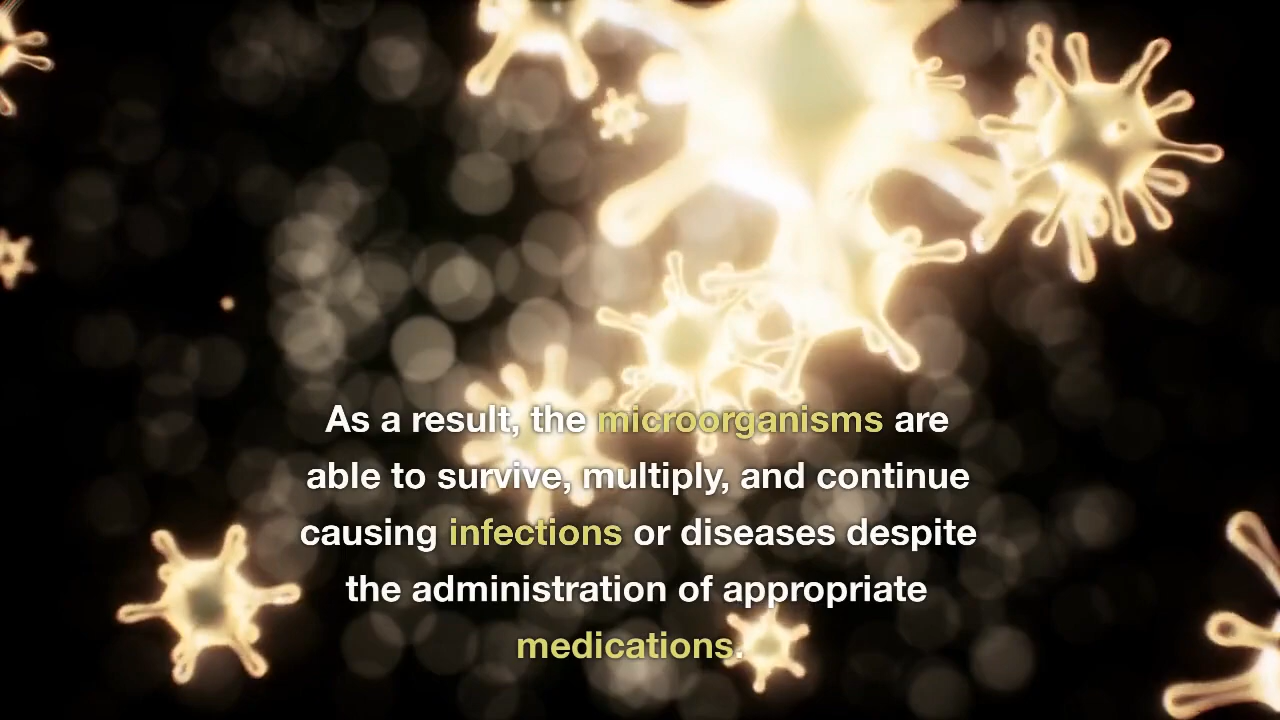 As a result, the microorganisms are
able to survive, multiply, and continue
causing infections or diseases despite
the administration of appropriate
medications.